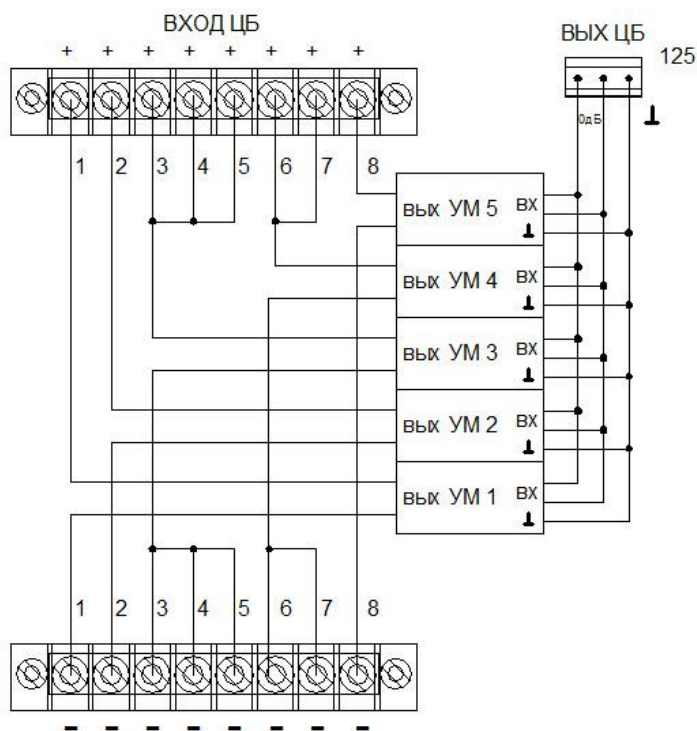 ВХОД ЦБ
+ + + + + + + +
1 2 3 4 5 6 7 8
ВЫХ ЦБ
125
0дБ
вых УМ 5 ВХ
вых УМ 4 ВХ
вых УМ 3 ВХ
вых УМ 2 ВХ
вых УМ 1 ВХ
1 2 3 4 5 6 7 8
- - - - - - - -